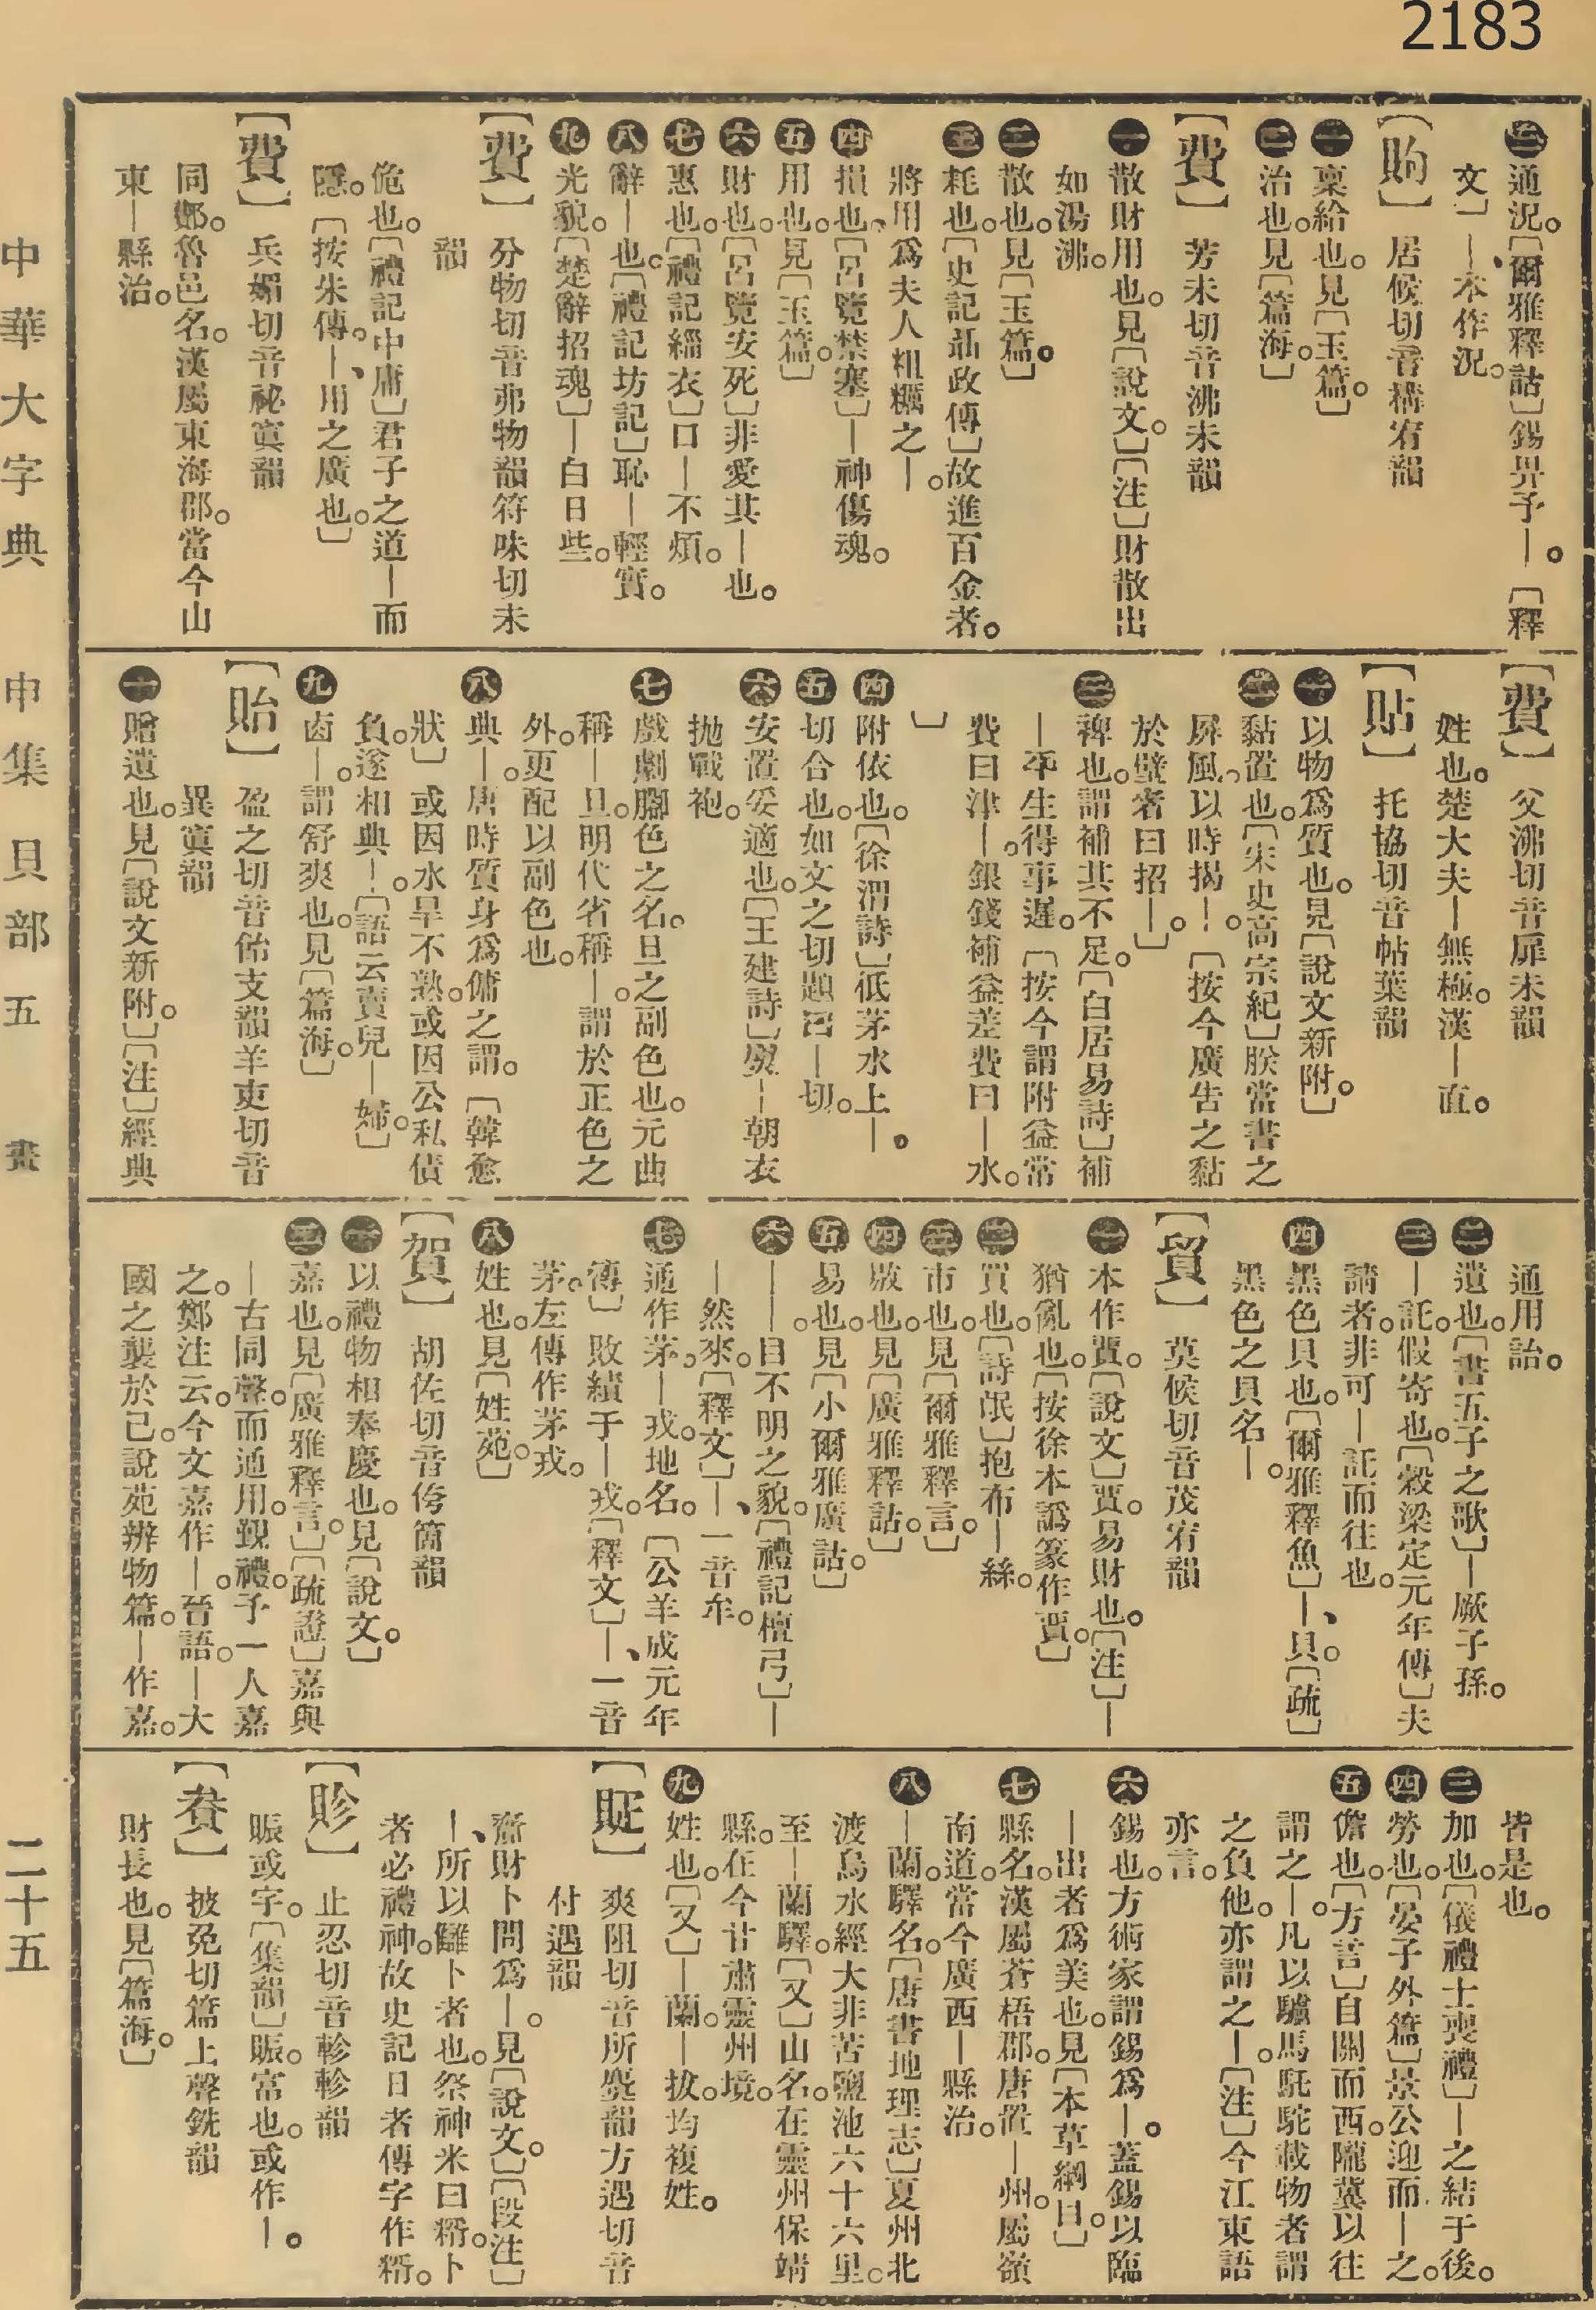 2183
三通況。〔爾雅釋詁〕錫畀予｜。〔釋
文〕｜、本作況。
【䝭】居候切音構宥韻
一稟給也。見〔玉篇。〕
二治也。見〔篇海。〕
【費】芳未切音沸未韻
一散財用也。見〔說文。〕〔注〕財散出
如湯沸。
二散也。見〔玉篇。〕
三耗也。〔史記聶政傳〕故進百金者。
將用爲夫人粗糲之｜。
四損也、〔呂覽禁塞〕｜神傷魂。
五用也。見〔玉篇。〕
六財也。〔呂覽安死〕非愛其｜也。
七惠也。〔禮記緇衣〕口｜不煩。
八辭｜也。〔禮記坊記〕恥｜輕實。
九光貌。〔楚辭招魂〕｜白日些。
【費】分物切音弗物韻符味切未
韻
佹也。〔禮記中庸〕君子之道｜而
隱。〔按朱傳。｜、用之廣也。〕
【費】兵媚切音祕寘韻
同鄪。魯邑名。漢屬東海郡。當今山
東｜縣治。
【費】父沸切音扉未韻
姓也。楚大夫｜無極。漢｜直。
【貼】托協切音帖葉韻
一以物爲質也。見〔說文新附。〕
二黏置也。〔宋史高宗紀〕朕常書之
屏風。以時揭｜。〔按今廣告之黏
於壁者曰招｜。〕
三裨也。謂補其不足。〔白居易詩〕補
｜平生得事遲。〔按今謂附益常
費曰津｜。銀錢補益差費曰｜水。
〕
四附依也。〔徐渭詩〕低茅水上｜。
五切合也。如文之切題曰｜切。
六安置妥適也。〔王建詩〕熨｜朝衣
拋戰袍。
七戲劇腳色之名。旦之副色也。元曲
稱｜旦。明代省稱｜。謂於正色之
外。更配以副色也。
八典｜。唐時質身爲傭之謂。〔韓愈
狀〕或因水旱不熟。或因公私債
負。遂相典｜。〔語云賣兒｜婦。〕
九鹵｜。謂舒爽也。見〔篇海。〕
【貽】盈之切音飴支韻羊吏切音
異寘韻
一贈遺也。見〔說文新附。〕〔注〕經典
通用詒。
二遺也。〔書五子之歌〕｜厥子孫。
三｜託。假寄也。〔穀梁定元年傳〕夫
請者。非可｜託而往也。
四黑色貝也。〔爾雅釋魚〕｜、貝。〔疏〕
黑色之貝名｜。
【貿】莫候切音茂宥韻
一本作貿。〔說文〕貿。易財也。〔注〕｜
猶亂也。〔按徐本譌篆作賈。〕
二買也。〔詩氓〕抱布｜絲。
三市也。見〔爾雅釋言。〕
四敭也。見〔廣雅釋詁。〕
五易也。見〔小爾雅廣詁。〕
六｜｜目不明之貌。〔禮記檀弓〕｜
｜然來。〔釋文〕｜、一音牟。
七通作茅。｜戎地名。〔公羊成元年
傳〕敗績于｜戎。〔釋文〕｜、一音
茅。左傳作茅戎。
八姓也。見〔姓苑。〕
【賀】胡佐切音侉箇韻
一以禮物相奉慶也。見〔說文。〕
二嘉也。見〔廣雅釋言。〕〔疏證〕嘉與
｜古同聲。而通用。覲禮。予一人嘉
之。鄭注云。今文嘉作｜。晉語。｜大
國之襲於己。說苑辨物篇。｜作嘉。
皆是也。
三加也。〔儀禮士喪禮〕｜之結于後。
四勞也。〔晏子外篇〕景公迎而｜之。
五儋也。〔方言〕自關而西。隴冀以往
謂之｜。凡以驢馬馲駝載物者謂
之負他。亦謂之｜。〔注〕今江東語
亦言。
六錫也。方術家謂錫爲｜。蓋錫以臨
｜出者爲美也。見〔本草綱目。〕
七縣名。漢屬蒼梧郡。唐置｜州。屬嶺
南道。當今廣西｜縣治。
八｜蘭。驛名。〔唐書地理志〕夏州北
渡烏水經大非苦鹽池六十六里。
至｜蘭驛。〔又〕山名。在靈州保靖
縣。在今甘肅靈州境。
九姓也。〔又〕｜蘭｜拔。均複姓。
【䝪】爽阻切音所麌韻方遇切音
付遇韻
齎財卜問爲｜。見〔說文。〕〔段注〕
｜、所以讎卜者也。祭神米曰糈。卜
者必禮神。故史記日者傳字作糈。
【䝩】止忍切音軫軫韻
賑或字。〔集韻〕賑。富也。或作｜。
【䝬】披免切篇上聲銑韻
財長也。見〔篇海。〕
中華大字典 申集 貝部 五畫 二十五